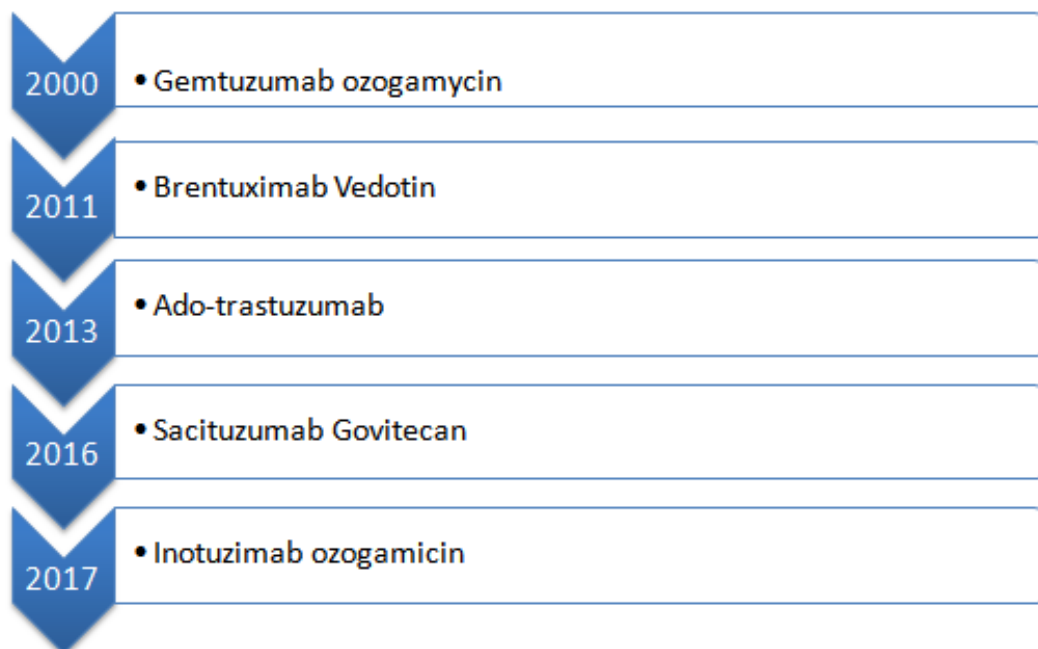 2000
• Gemtuzumab ozogamycin
2011
• Brentuximab Vedotin
2013
• Ado-trastuzumab
2016
• Sacituzumab Govitecan
2017
• Inotuzimab ozogamicin